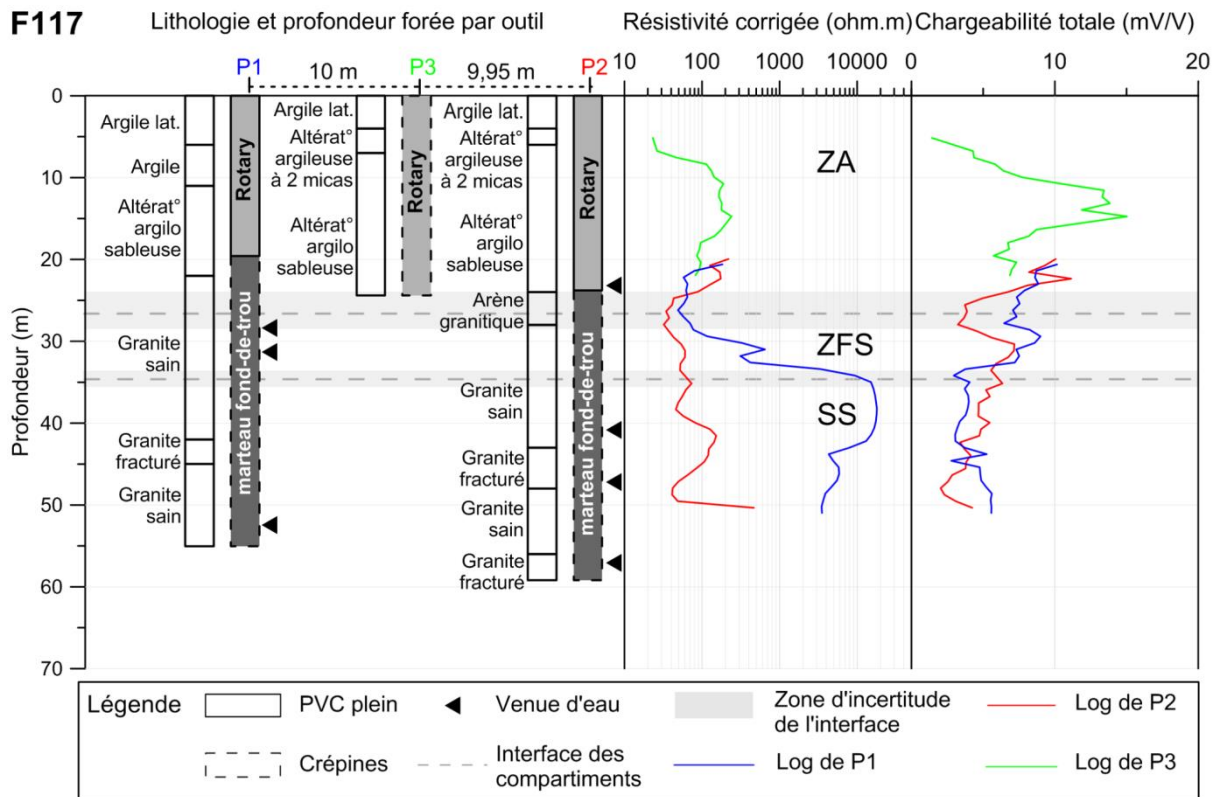 F117
Lithologie et profondeur forée par outil
Résistivité corrigée (ohm.m)
Chargeabilité totale (mV/V)
P1
10 m
P3
9,95 m
P2
10
100
1000
10000
0
10
20
Profondeur (m)
0
10
20
30
40
50
60
70
Argile lat.
Argile
Altérat°
argilo
sableuse
Granite
sain
Granite
fracturé
Granite
sain
Rotary
marteau fond-de-trou
Argile lat.
Altérat°
argileuse
à 2 micas
Altérat°
argilo
sableuse
Rotary
Argile lat.
Altérat°
argileuse
à 2 micas
Altérat°
argilo
sableuse
Arène
granitique
Granite
sain
Granite
fracturé
Granite
sain
Granite
fracturé
Rotary
marteau fond-de-trou
ZA
ZFS
SS
Légende
PVC plein
Venue d'eau
Zone d'incertitude
de l'interface
Log de P2
Crépines
Interface des
compartiments
Log de P1
Log de P3